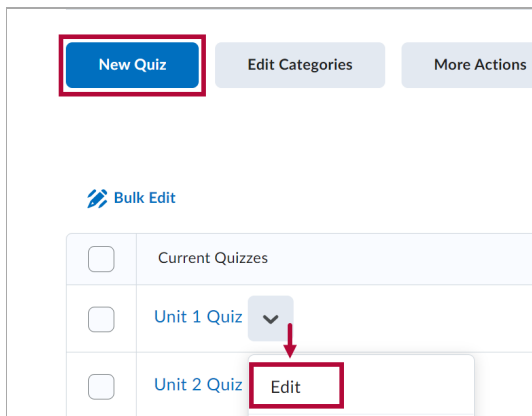 New Quiz Edit Categories More Actions
Bulk Edit
Current Quizzes
Unit 1 Quiz
Unit 2 Quiz Edit